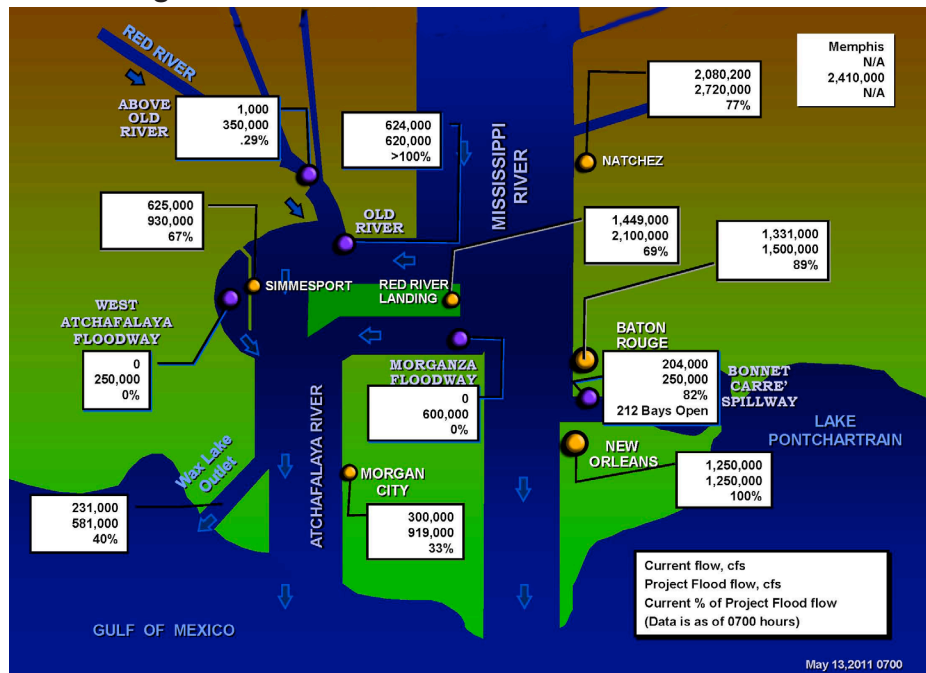 RED RIVER
ABOVE
OLD
RIVER
1,000
350,000
.29%
624,000
620,000
>100%
MISSISSIPPI
RIVER
2,080,200
2,720,000
77%
Memphis
N/A
2,410,000
N/A
NATCHEZ
625,000
930,000
67%
OLD
RIVER
1,449,000
2,100,000
69%
1,331,000
1,500,000
89%
SIMMESPORT
RED RIVER
LANDING
WEST
ATCHAFALAYA
FLOODWAY
0
250,000
0%
MORGANZA
FLOODWAY
0
600,000
0%
BATON
ROUGE
204,000
250,000
82%
212 Bays Open
BONNET
CARRE'
SPILLWAY
LAKE
PONTCHARTRAIN
NEW
ORLEANS
1,250,000
1,250,000
100%
ATCHAFALAYA RIVER
Wax Lake
Outlet
MORGAN
CITY
231,000
581,000
40%
300,000
919,000
33%
Current flow, cfs
Project Flood flow, cfs
Current % of Project Flood flow
(Data is as of 0700 hours)
GULF OF MEXICO
May 13,2011 0700